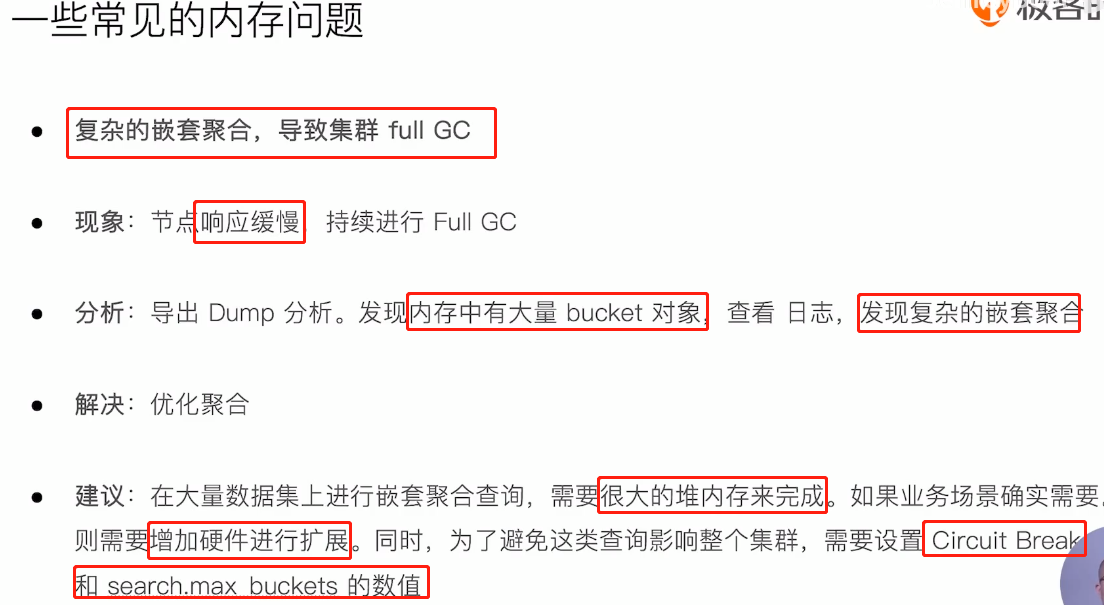 一些常见的内存问题
极客
复杂的嵌套聚合，导致集群 full GC
现象：节点响应缓慢，持续进行 Full GC
分析：导出 Dump 分析。发现内存中有大量 bucket 对象，查看 日志，发现复杂的嵌套聚合
解决：优化聚合
建议：在大量数据集上进行嵌套聚合查询，需要很大的堆内存来完成。如果业务场景确实需要，
则需要增加硬件进行扩展。同时，为了避免这类查询影响整个集群，需要设置 Circuit Break
和 search.max_buckets 的数值